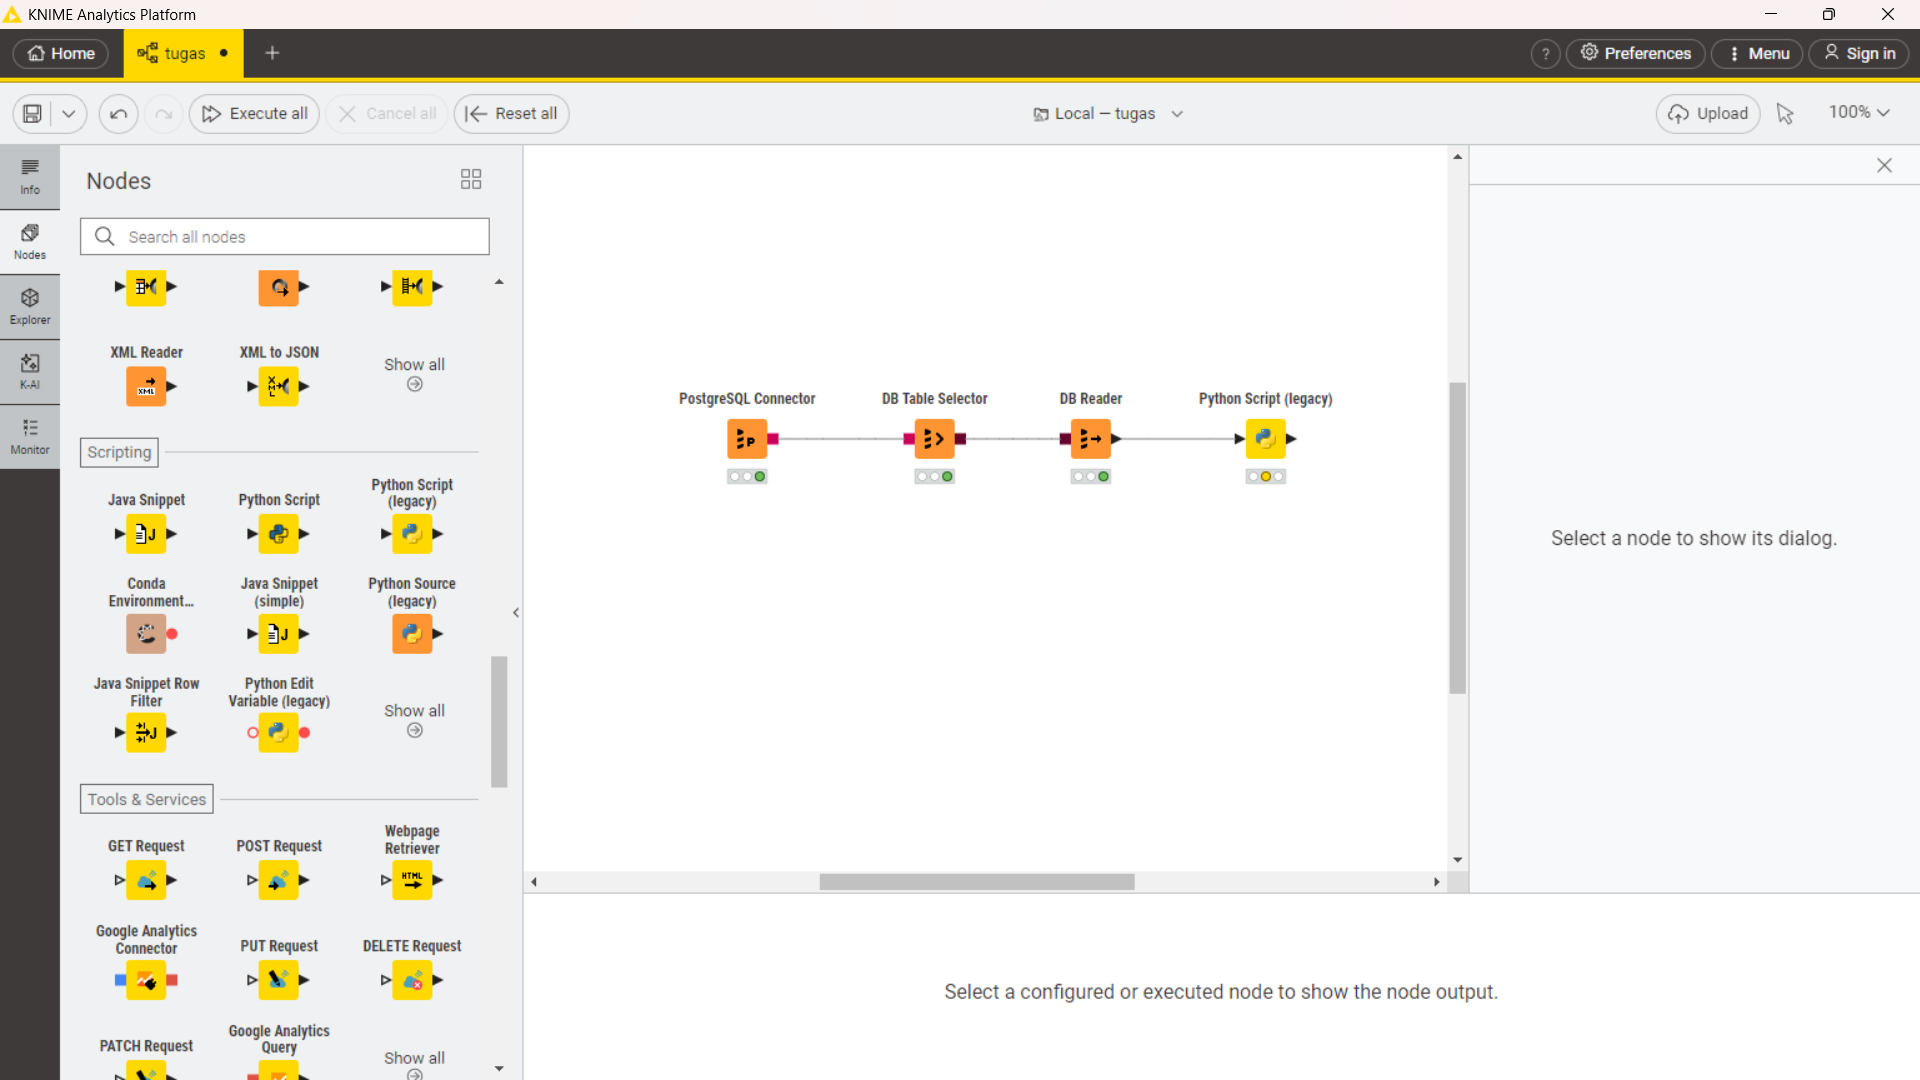 KNIME Analytics Platform
Home
tugas
?
Preferences
Menu
Sign in
Execute all
Cancel all
Reset all
Local – tugas
Upload
100%
Info
Nodes
Explorer
K-AI
Monitor
Nodes
Search all nodes
XML Reader
XML to JSON
Show all
XML
X
M
L
Scripting
Java Snippet
Python Script
Python Script
(legacy)
J
Conda
Environment...
Java Snippet
(simple)
Python Source
(legacy)
J
Java Snippet Row
Filter
Python Edit
Variable (legacy)
Show all
J
Tools & Services
GET Request
POST Request
Webpage
Retriever
HTML
Google Analytics
Connector
PUT Request
DELETE Request
PATCH Request
Google Analytics
Query
Show all
PostgreSQL Connector
DB Table Selector
DB Reader
Python Script (legacy)
P
Select a node to show its dialog.
Select a configured or executed node to show the node output.